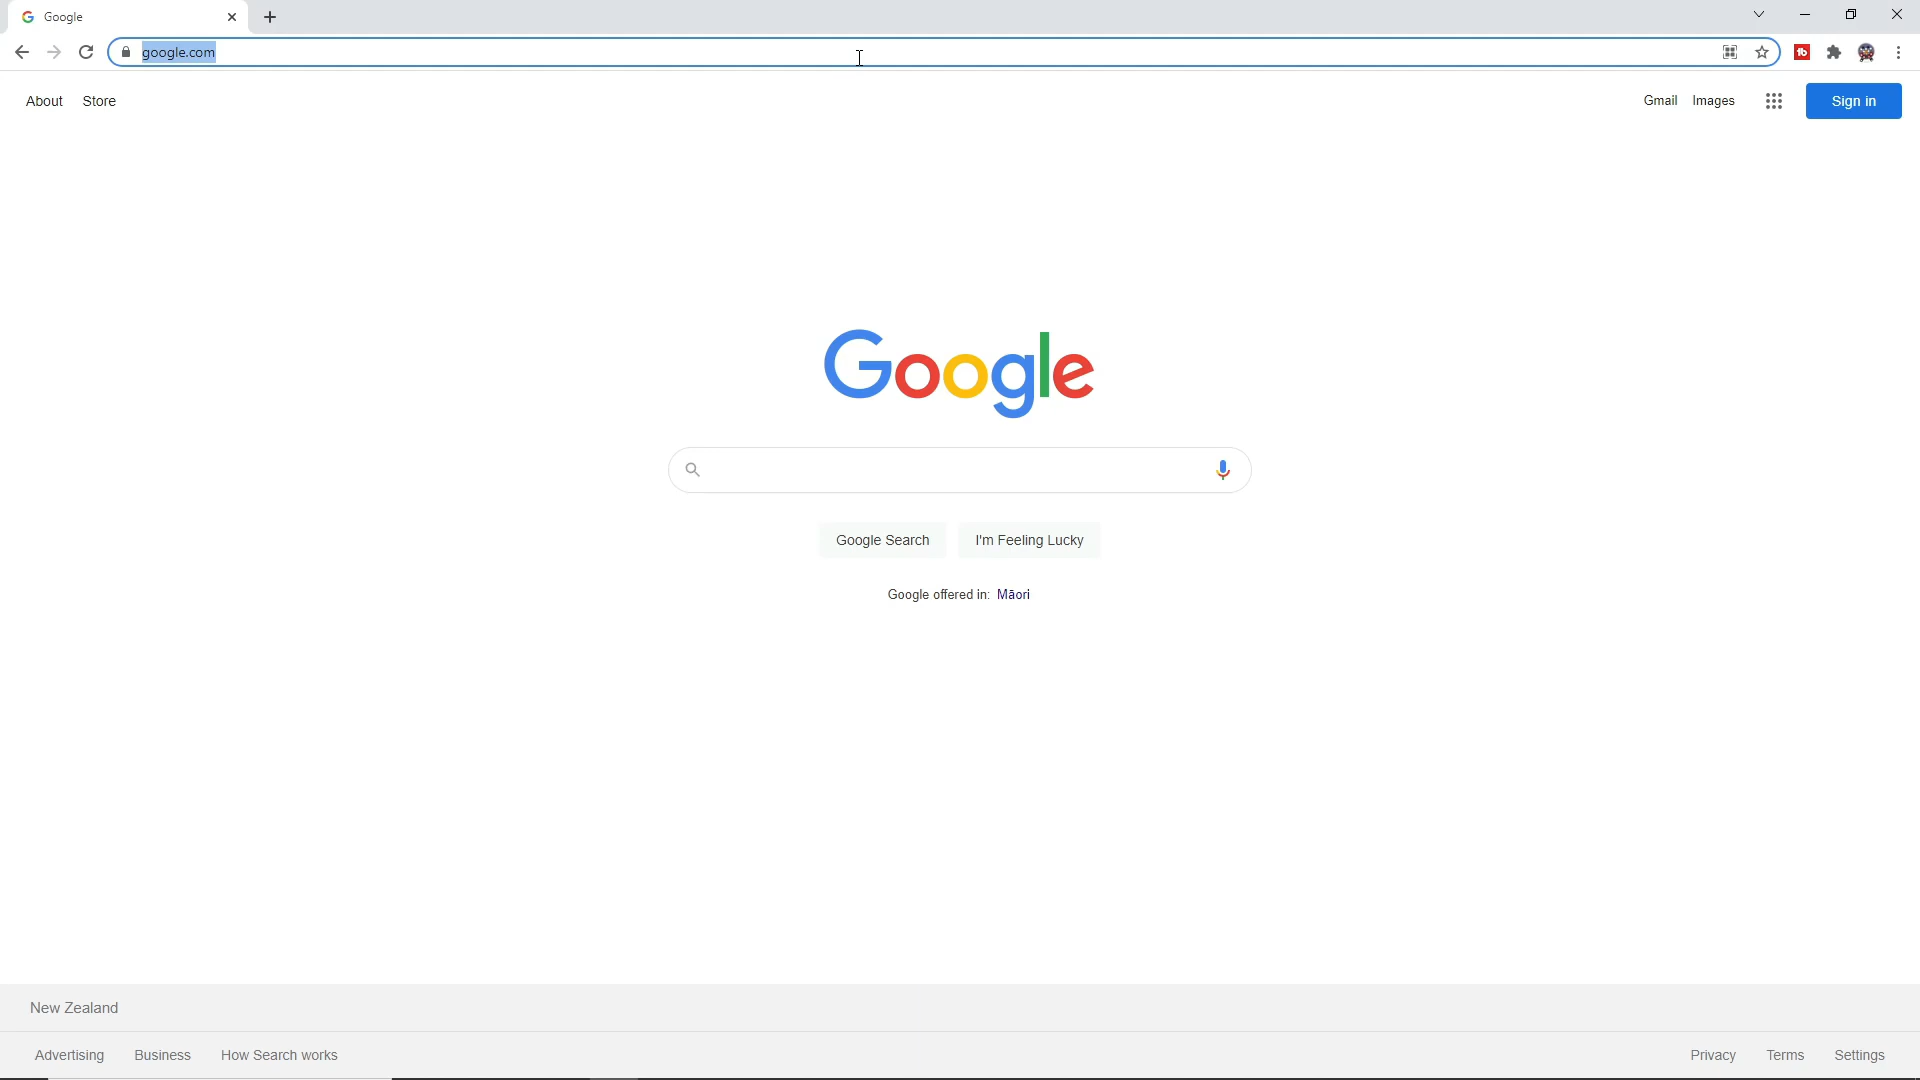 Google
google.com
About Store
Gmail Images
Sign in
Google
Google Search
I'm Feeling Lucky
Google offered in: Māori
New Zealand
Advertising Business How Search works
Privacy Terms Settings